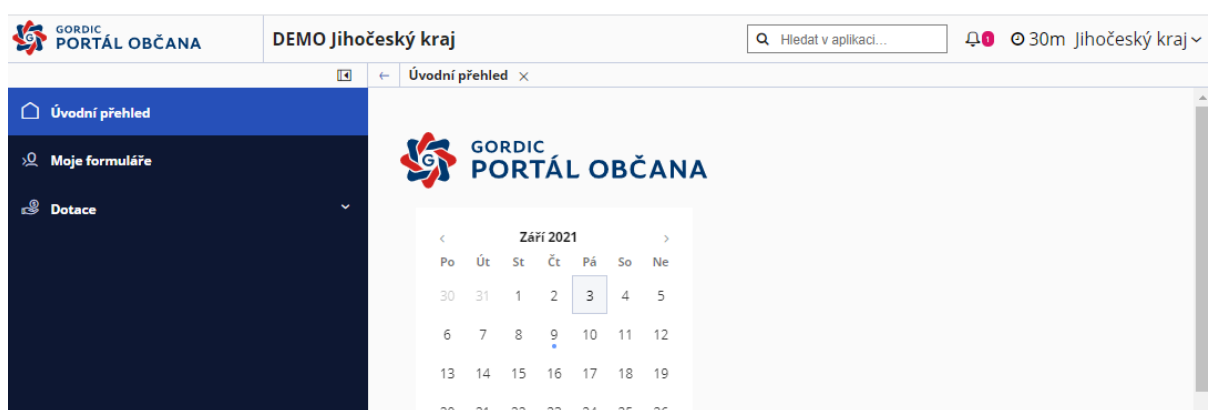 GORDIC
PORTÁL OBČANA
DEMO Jihočeský kraj
Hledat v aplikaci...
1
30m Jihočeský kraj
Úvodní přehled
Úvodní přehled
Moje formuláře
Dotace
G
GORDIC
PORTÁL OBČANA
Září 2021
Po Út St Čt Pá So Ne
30 31 1 2 3 4 5
6 7 8 9 10 11 12
13 14 15 16 17 18 19